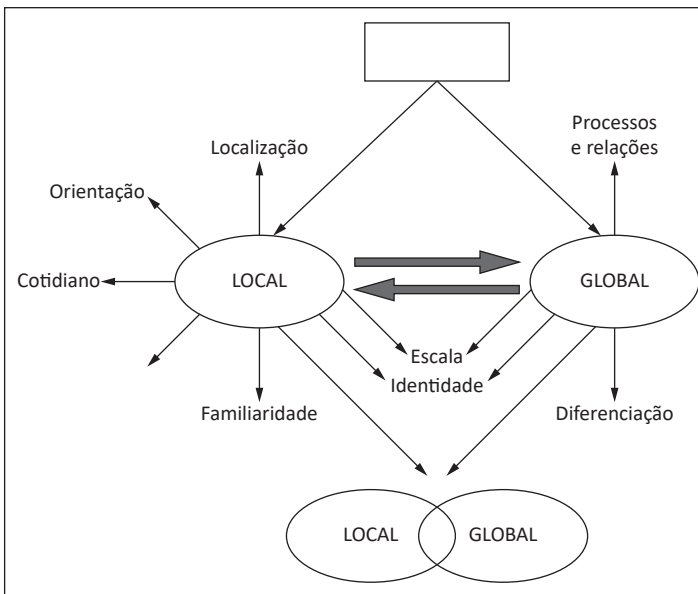 Processos
e relações
Localização
Orientação
Cotidiano
LOCAL
GLOBAL
Escala
Identidade
Familiaridade
Diferenciação
LOCAL
GLOBAL